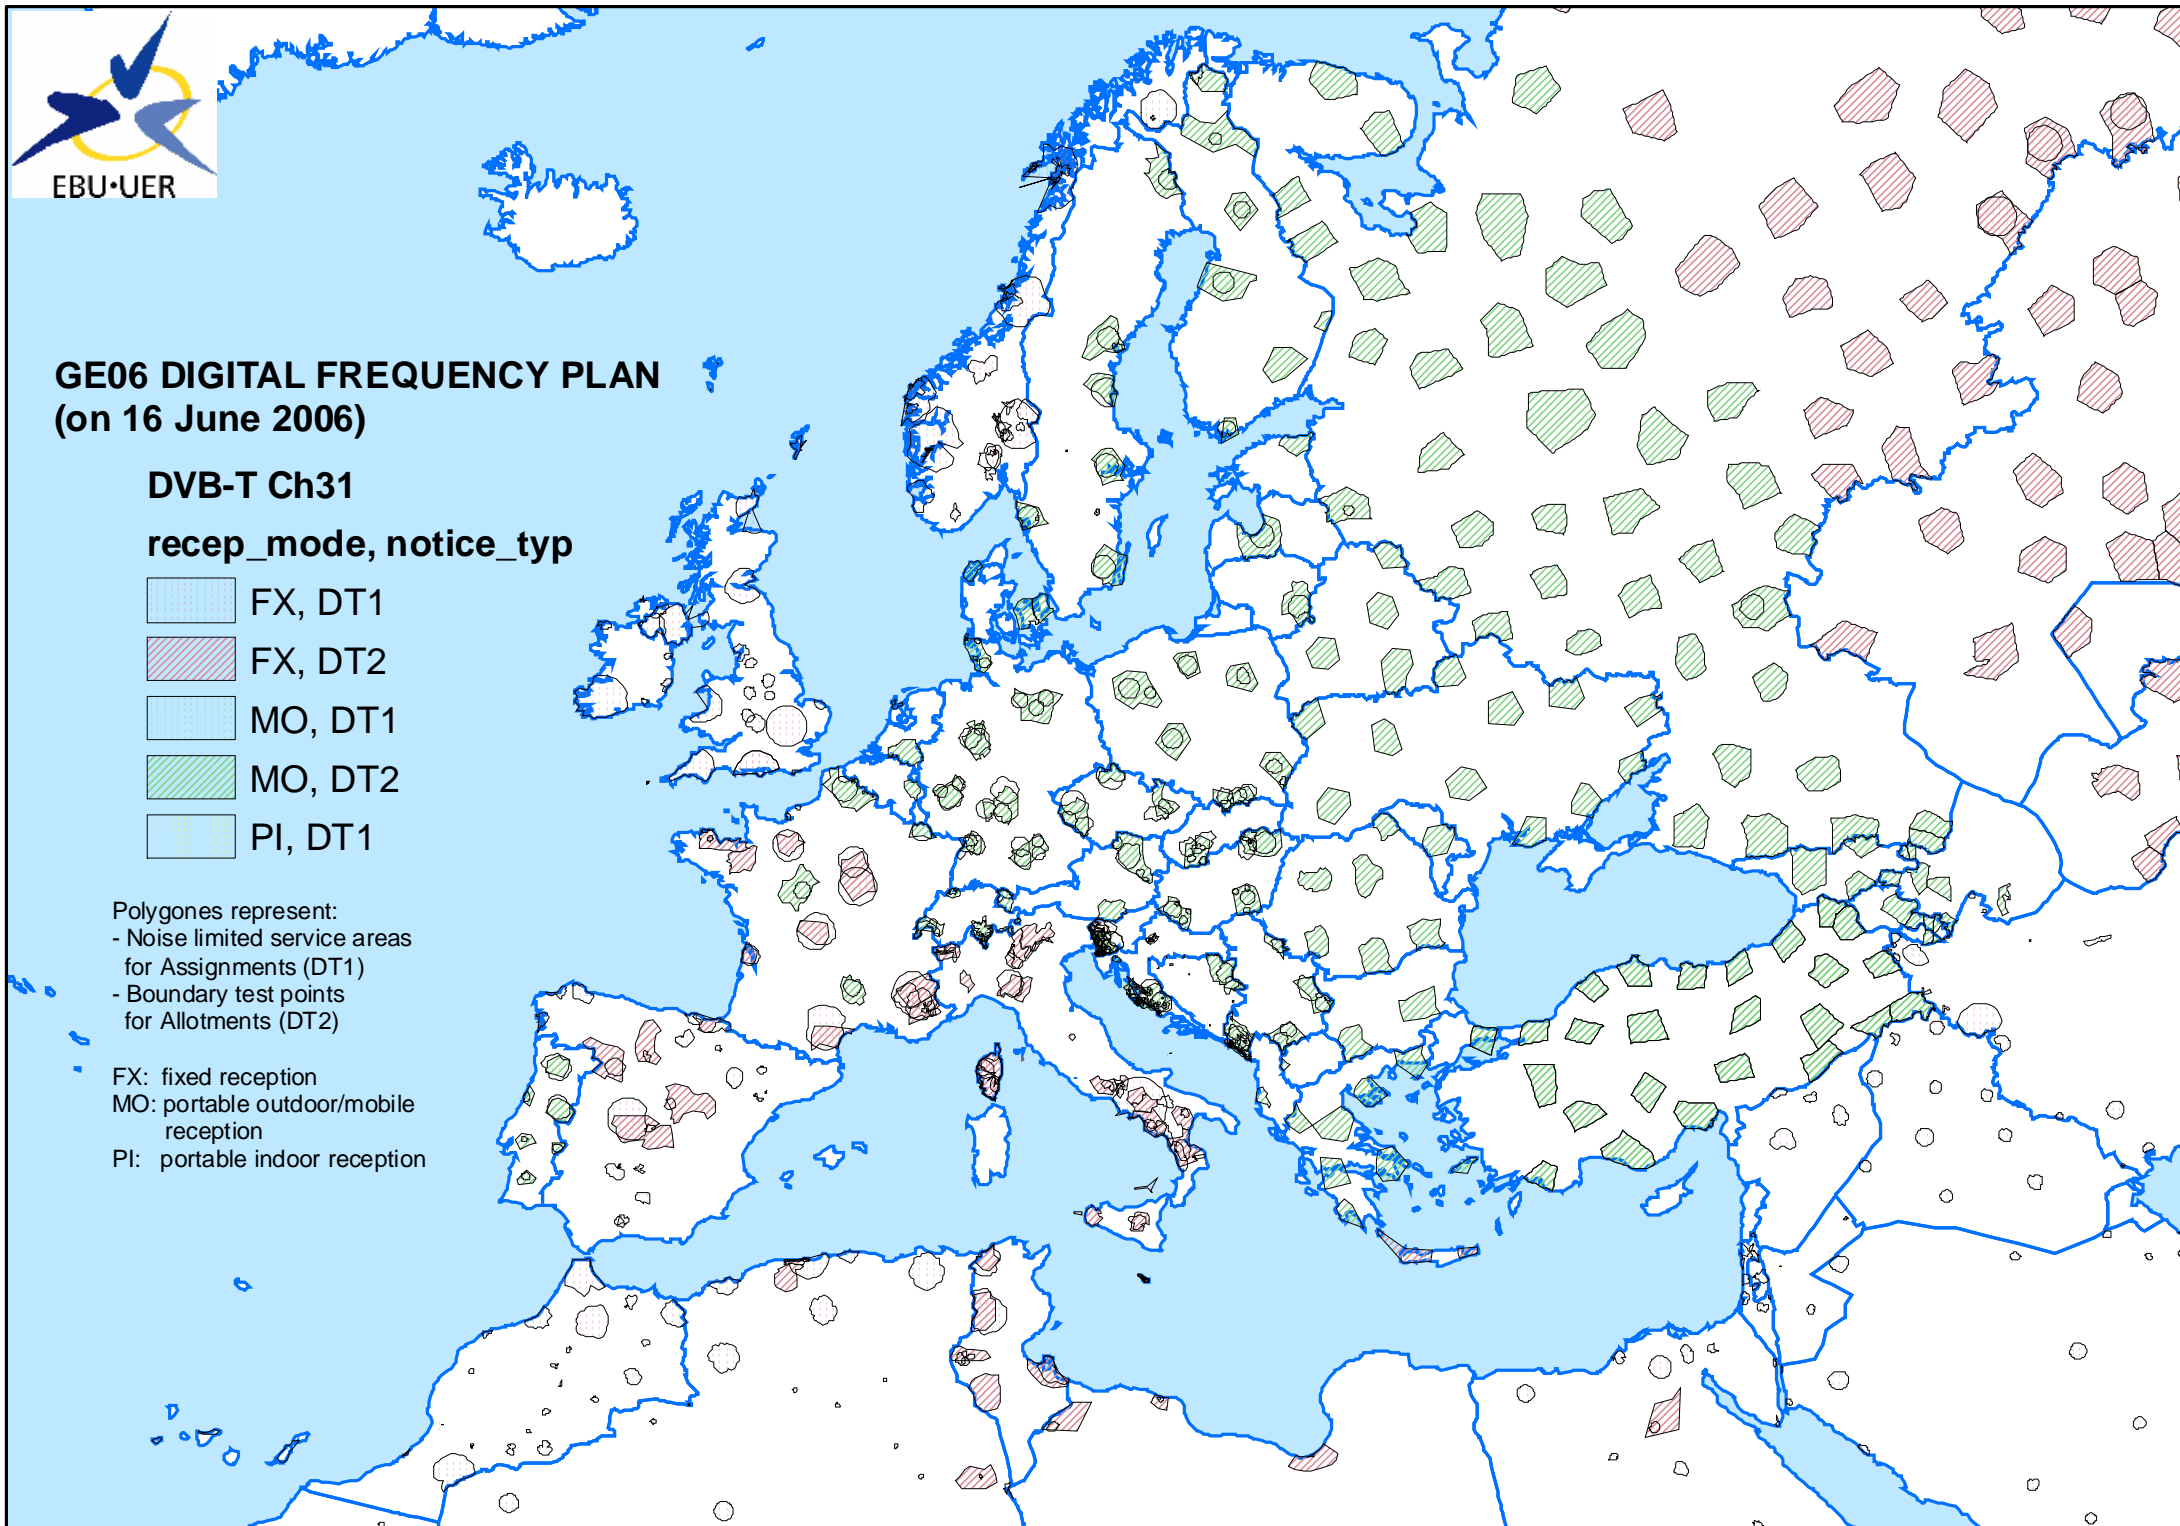 EBU•UER
GE06 DIGITAL FREQUENCY PLAN
(on 16 June 2006)
DVB-T Ch31
recep_mode, notice_typ
FX, DT1
FX, DT2
MO, DT1
MO, DT2
PI, DT1
Polygones represent:
- Noise limited service areas
for Assignments (DT1)
- Boundary test points
for Allotments (DT2)
FX: fixed reception
MO: portable outdoor/mobile
reception
PI: portable indoor reception